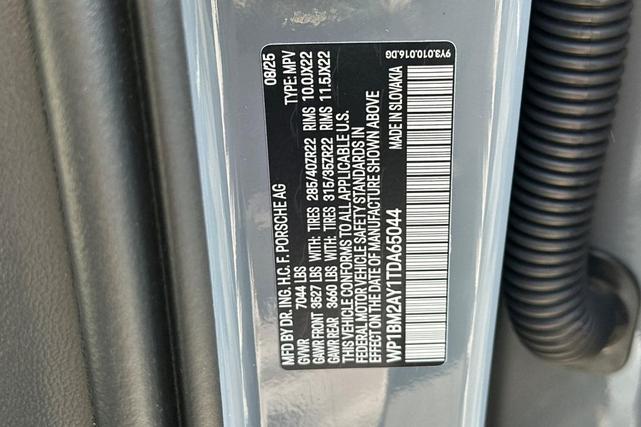 MFD BY DR. ING. H.C. F. PORSCHE AG 08/25
GVWR 7044 LBS TYPE: MPV
GAWR FRONT 3527 LBS WITH: TIRES 285/40ZR22 RIMS 10.0JX22
GAWR REAR 3660 LBS WITH: TIRES 315/35ZR22 RIMS 11.5JX22
THIS VEHICLE CONFORMS TO ALL APPLICABLE U.S.
FEDERAL MOTOR VEHICLE SAFETY STANDARDS IN
EFFECT ON THE DATE OF MANUFACTURE SHOWN ABOVE
WP1BM2AY1TDA65044 MADE IN SLOVAKIA
9Y3.010.016.DG